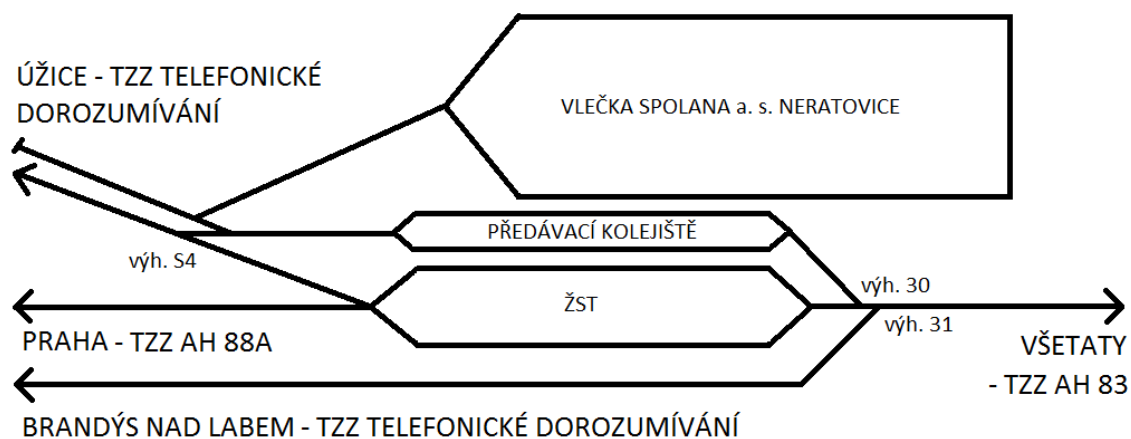 ÚŽICE - TZZ TELEFONICKÉ
DOROZUMÍVÁNÍ
VLEČKA SPOLANA a. s. NERATOVICE
PŘEDÁVACÍ KOLEJIŠTĚ
výh. S4
ŽST
výh. 30
výh. 31
PRAHA - TZZ AH 88A
VŠETATY
- TZZ AH 83
BRANDÝS NAD LABEM - TZZ TELEFONICKÉ DOROZUMÍVÁNÍ